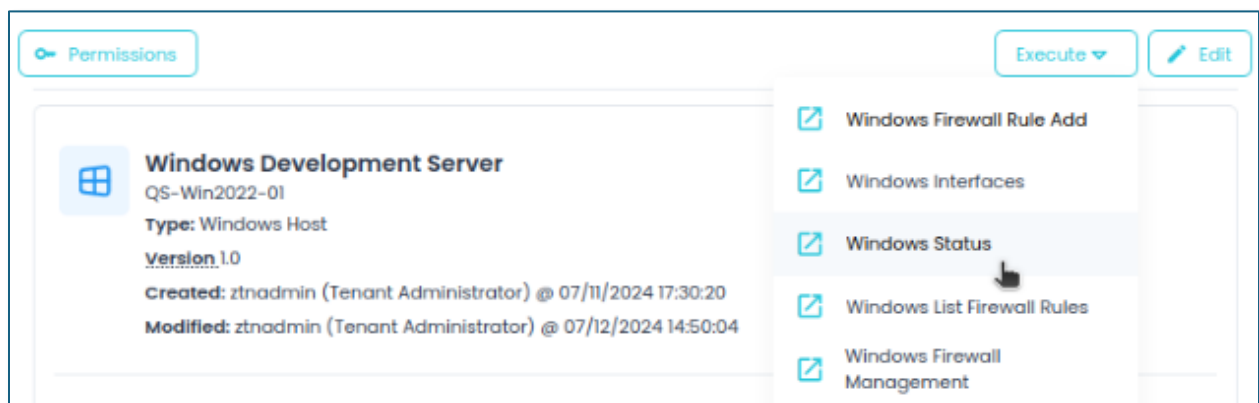 Permissions
Execute
Edit
Windows Development Server
QS-Win2022-01
Type: Windows Host
Version 1.0
Created: ztnadmin (Tenant Administrator) @ 07/11/2024 17:30:20
Modified: ztnadmin (Tenant Administrator) @ 07/12/2024 14:50:04
Windows Firewall Rule Add
Windows Interfaces
Windows Status
Windows List Firewall Rules
Windows Firewall
Management